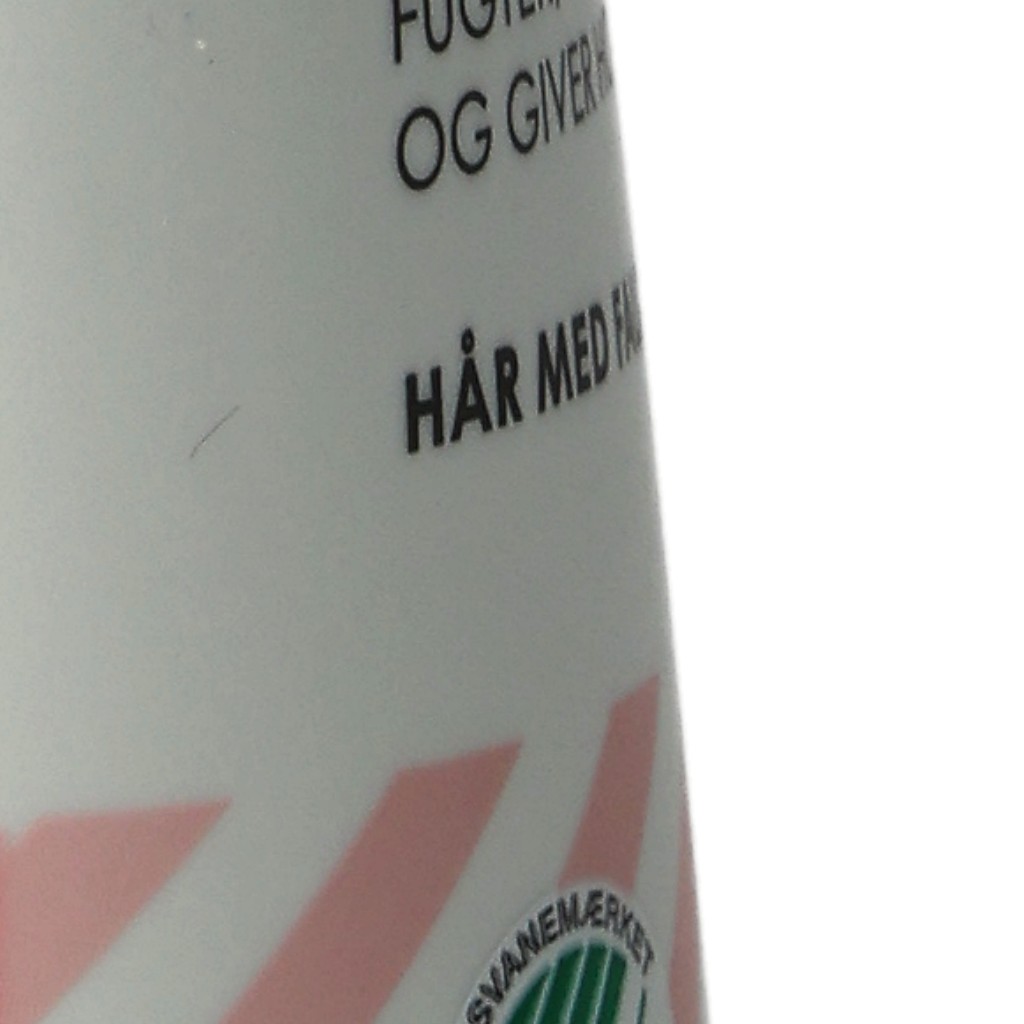 OG GIVER
HÅR MED
SVANEMÆRKET